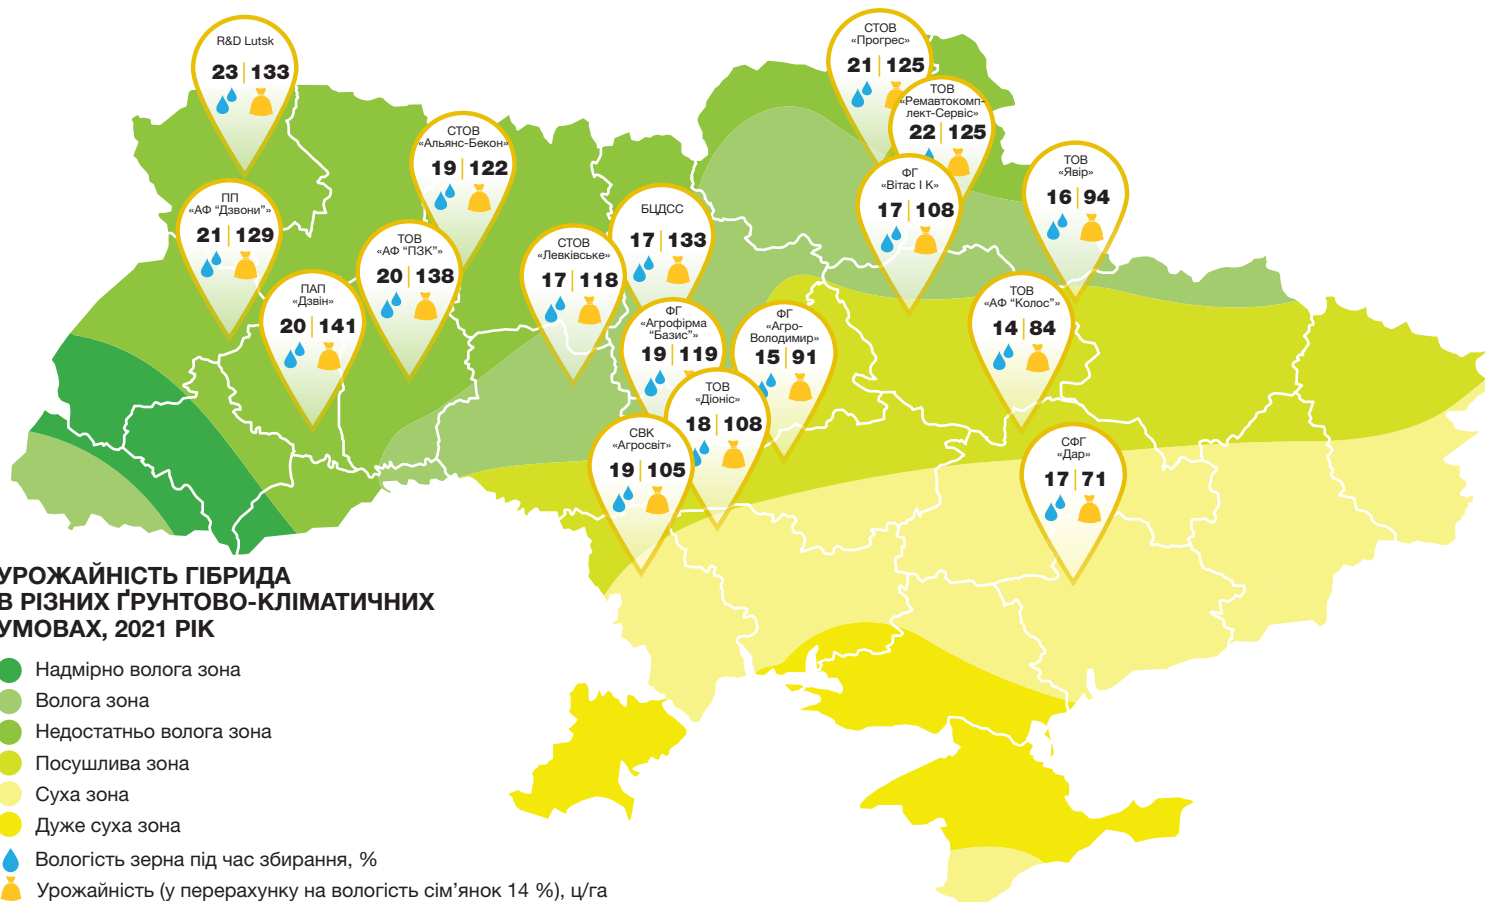 R&D Lutsk
23 | 133
СТОВ
«Прогрес»
21 | 125
ТОВ
«Ремавтокомп-
лект-Сервіс»
22 | 125
СТОВ
«Альянс-Бекон»
19 | 122
ФГ
«Вітас І К»
17 | 108
ТОВ
«Явір»
16 | 94
ПП
«АФ "Дзвони"»
21 | 129
ТОВ
«АФ "ПЗК"»
20 | 138
СТОВ
«Левківське»
17 | 118
БЦДСС
17 | 133
ПАП
«Дзвін»
20 | 141
ФГ
«Агрофірма
"Базис"»
19 | 119
ФГ
«Агро-
Володимир»
15 | 91
ТОВ
«АФ "Колос"»
14 | 84
ТОВ
«Діоніс»
18 | 108
СВК
«Агросвіт»
19 | 105
СФГ
«Дар»
17 | 71
УРОЖАЙНІСТЬ ГІБРИДА
В РІЗНИХ ҐРУНТОВО-КЛІМАТИЧНИХ
УМОВАХ, 2021 РІК
Надмірно волога зона
Волога зона
Недостатньо волога зона
Посушлива зона
Суха зона
Дуже суха зона
Вологість зерна під час збирання, %
Урожайність (у перерахунку на вологість сім’янок 14 %), ц/га